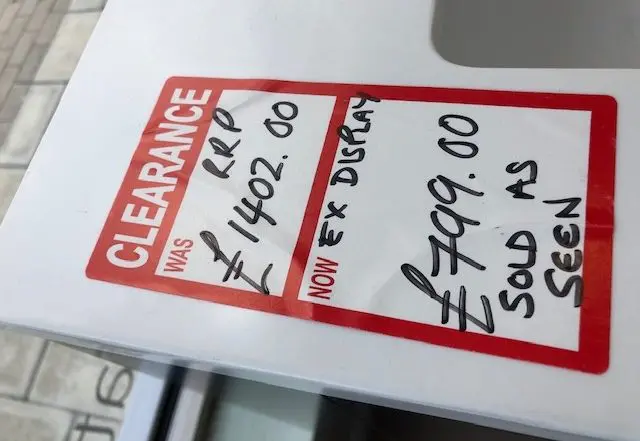 CLEARANCE
WAS RRP
£1402.00
NOW EX DISPLAY
£799.00
SOLD AS
SEEN